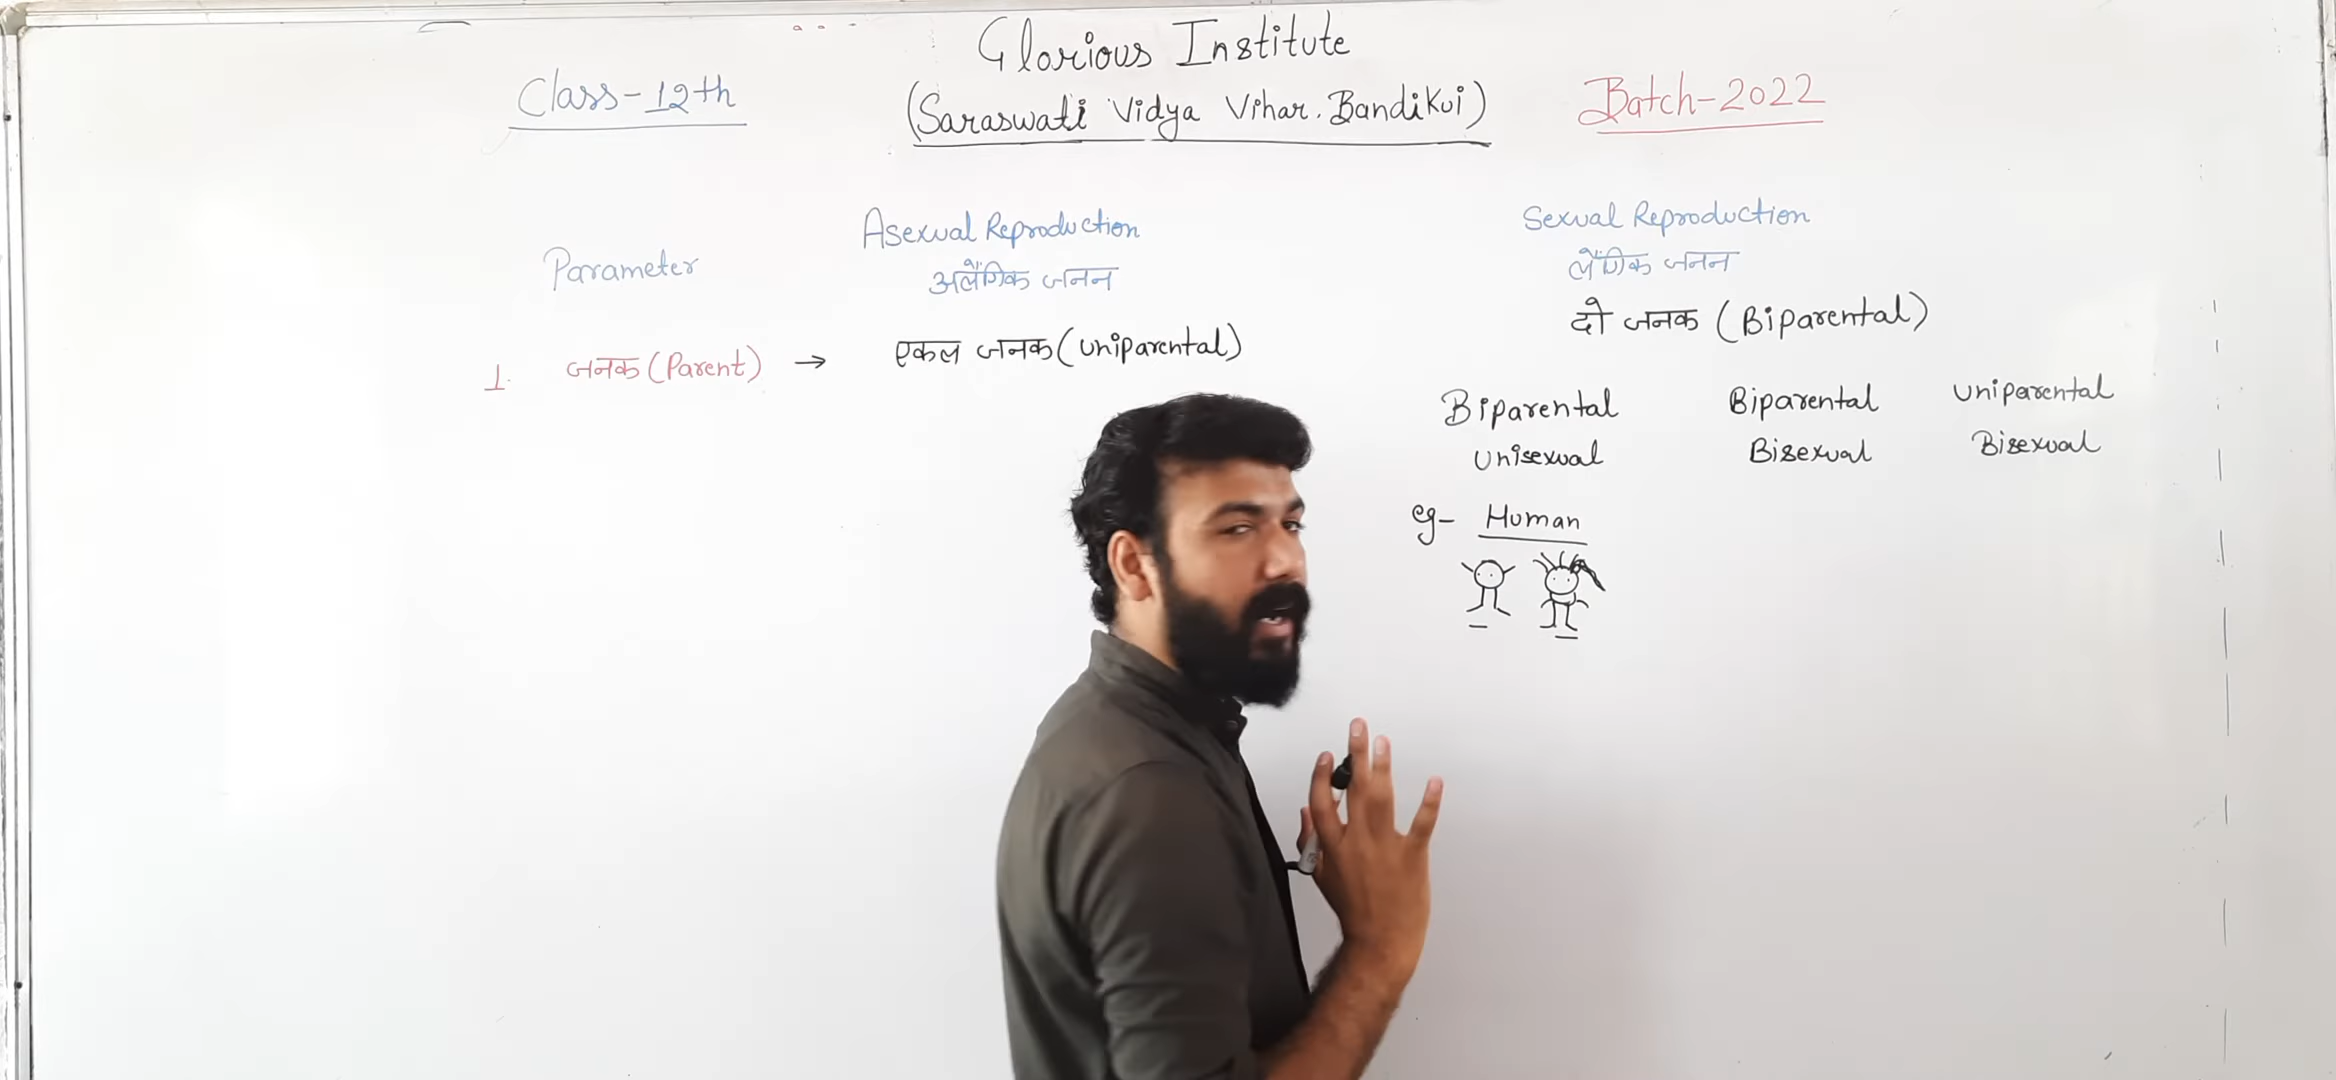 Glorious Institute
Class-12th
(Saraswati Vidya Vihar. Bandikui)
Batch-2022
Parameter
Asexual Reproduction
अलैंगिक जनन
Sexual Reproduction
लैंगिक जनन
1. जनक (Parent) → एकल जनक (Uniparental)
दो जनक (Biparental)
Biparental Biparental Uniparental
Unisexual Bisexual Bisexual
eg- Human